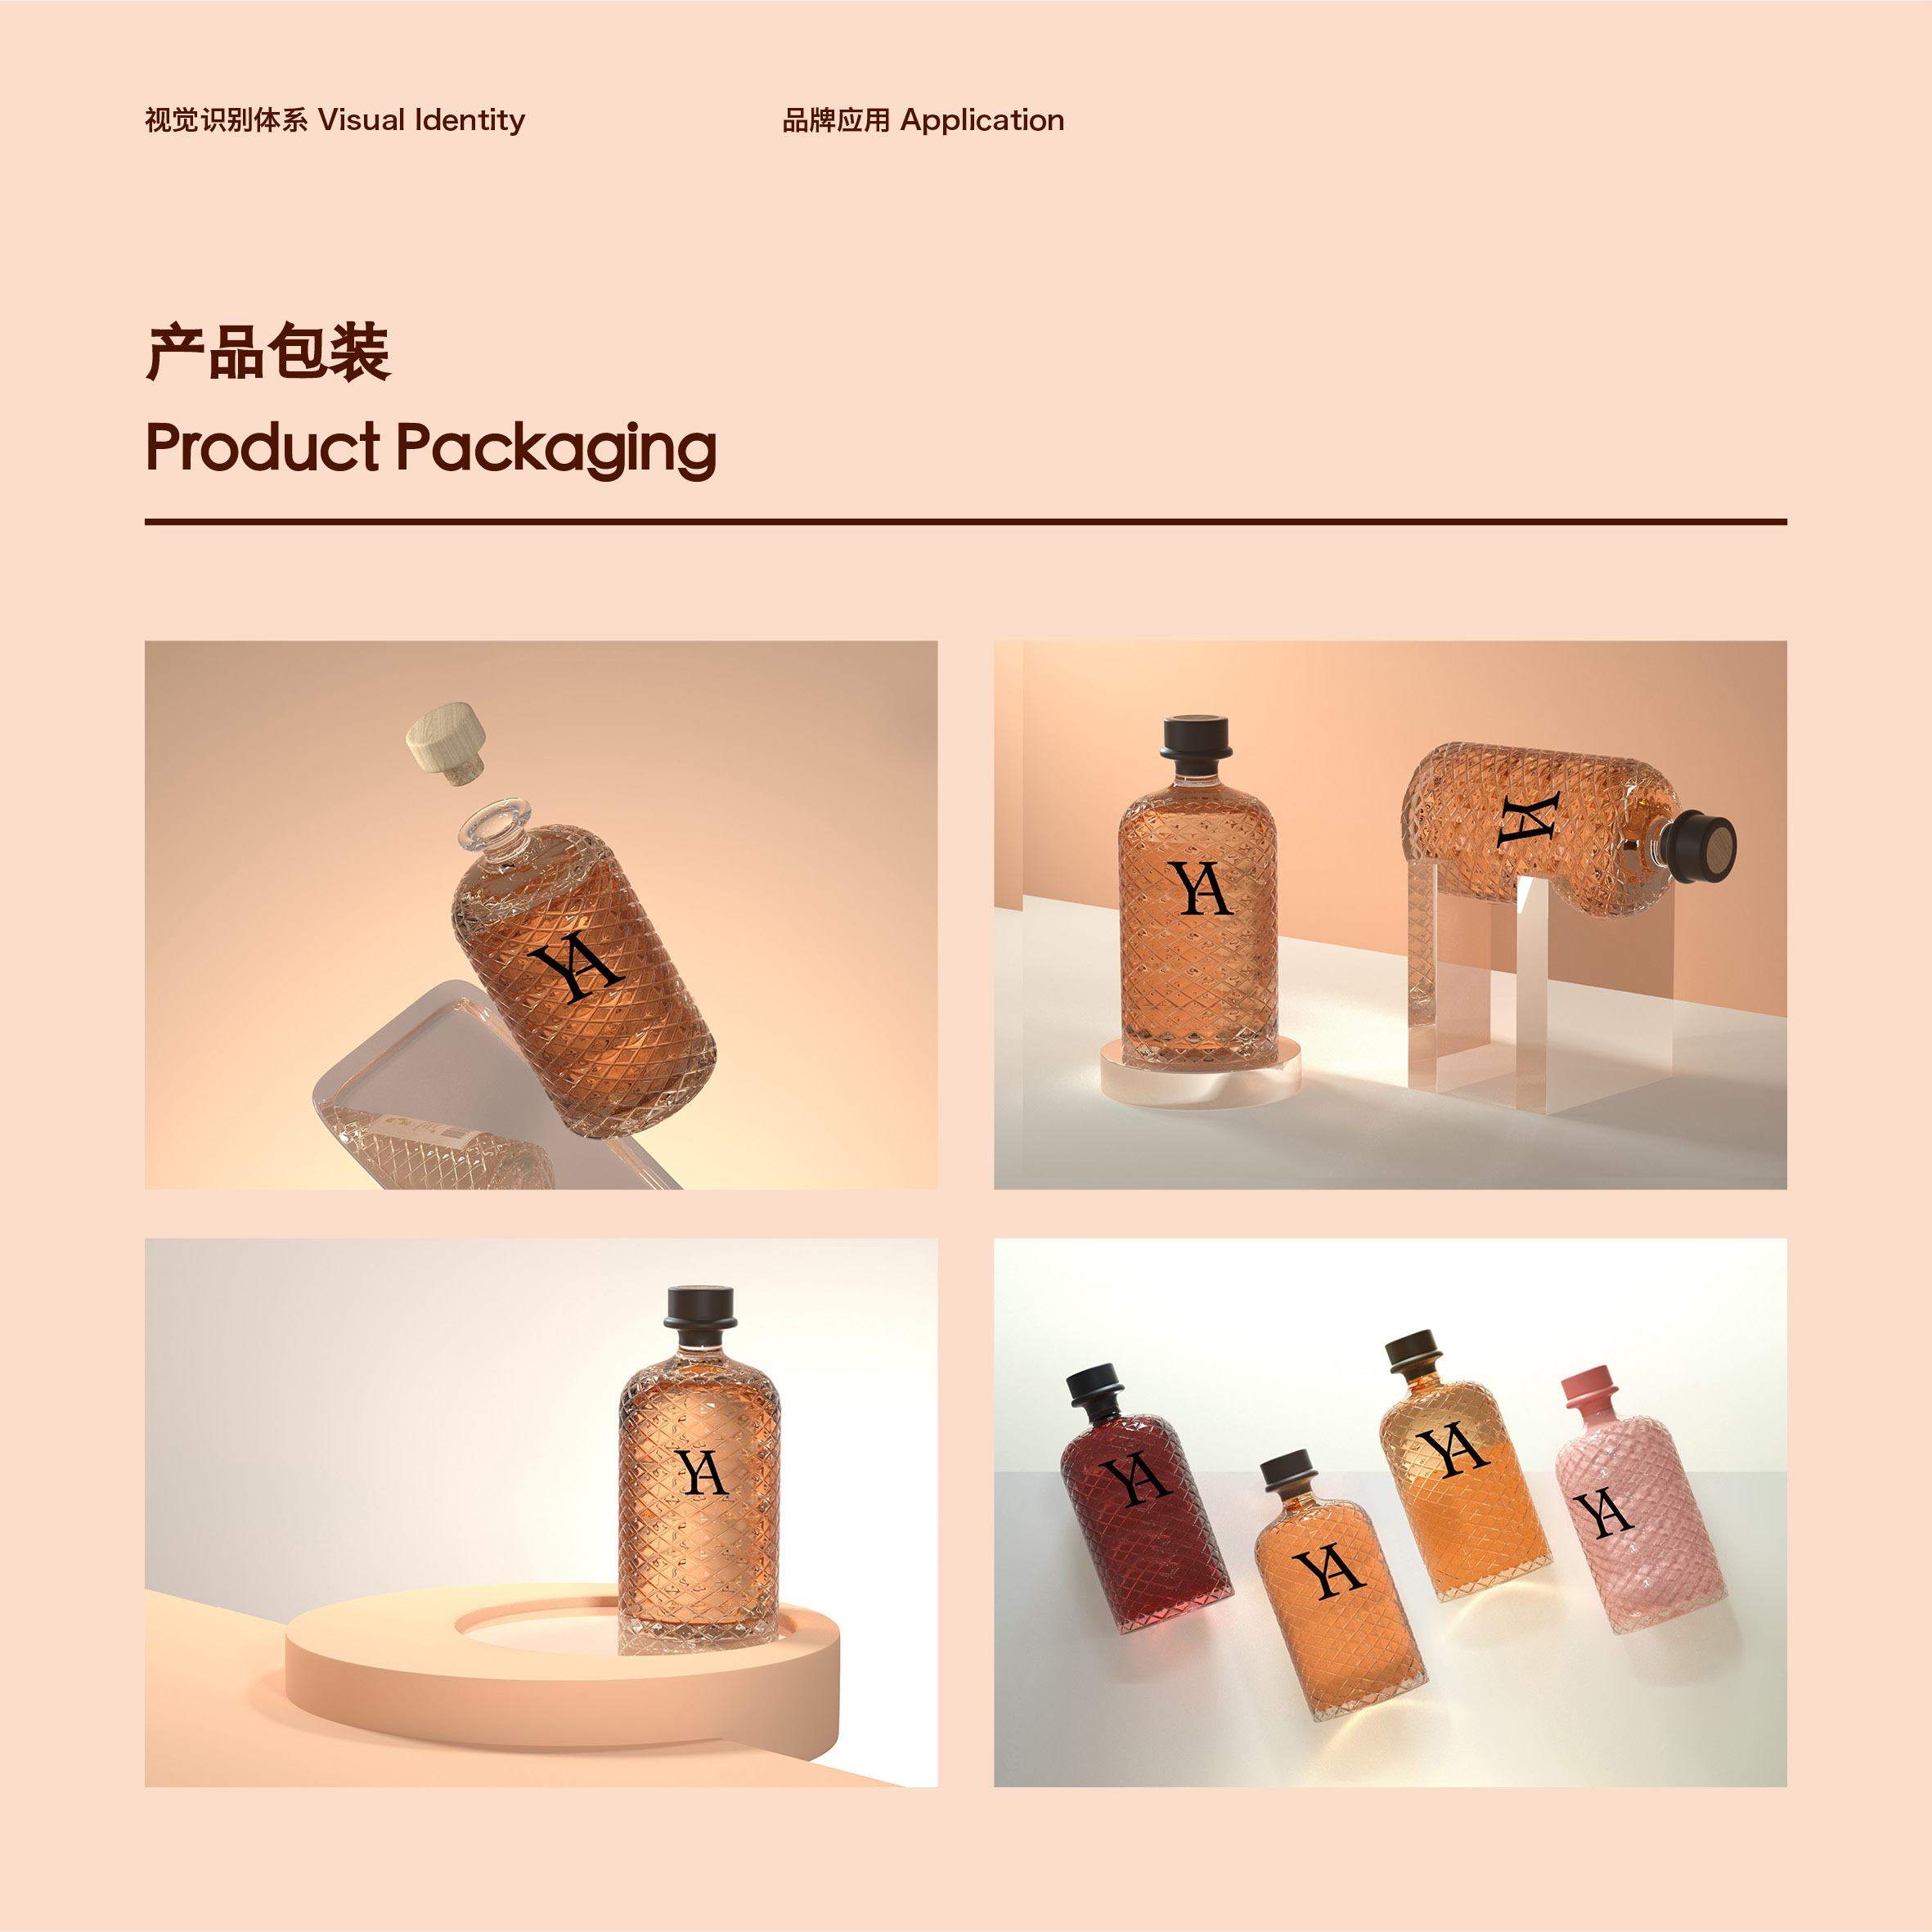 视觉识别体系 Visual Identity
品牌应用 Application
产品包装
Product Packaging
YA
YA
YA
YA
YA
YA
YA
YA